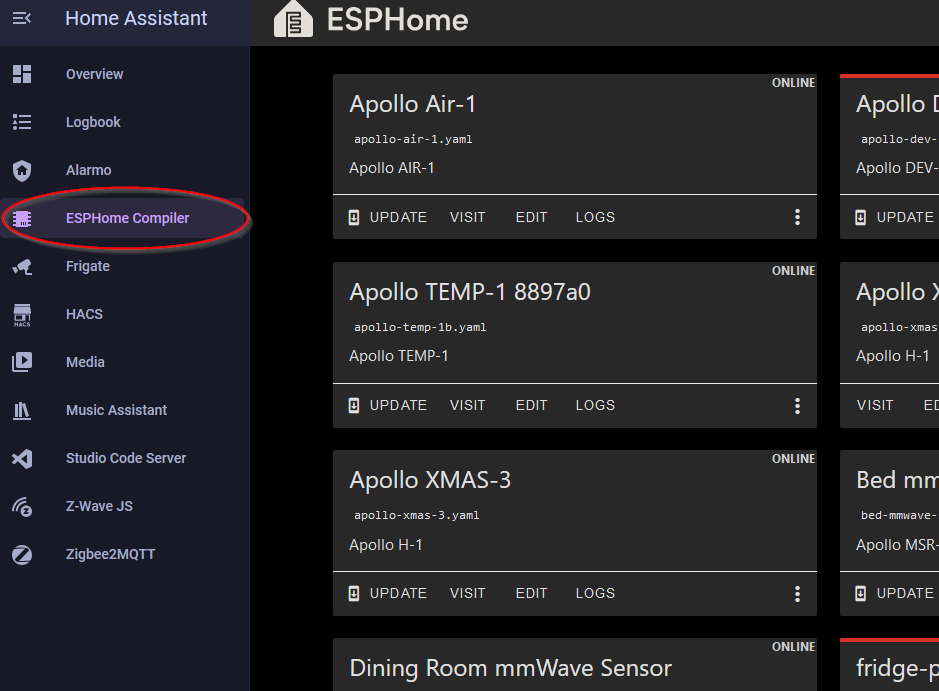 Home Assistant
Overview
Logbook
Alarmo
ESPHome Compiler
Frigate
HACS
HACS
Media
Music Assistant
Studio Code Server
Z-Wave JS
Zigbee2MQTT
ESPHome
ONLINE
Apollo Air-1
apollo-air-1.yaml
Apollo AIR-1
UPDATE VISIT EDIT LOGS
Apollo
apollo-dev-
Apollo DEV-
UPDATE
ONLINE
Apollo TEMP-1 8897a0
apollo-temp-1b.yaml
Apollo TEMP-1
UPDATE VISIT EDIT LOGS
Apollo X
apollo-xmas
Apollo H-1
VISIT ED
ONLINE
Apollo XMAS-3
apollo-xmas-3.yaml
Apollo H-1
UPDATE VISIT EDIT LOGS
Bed mm
bed-mmwave-
Apollo MSR-
UPDATE
ONLINE
Dining Room mmWave Sensor
fridge-p